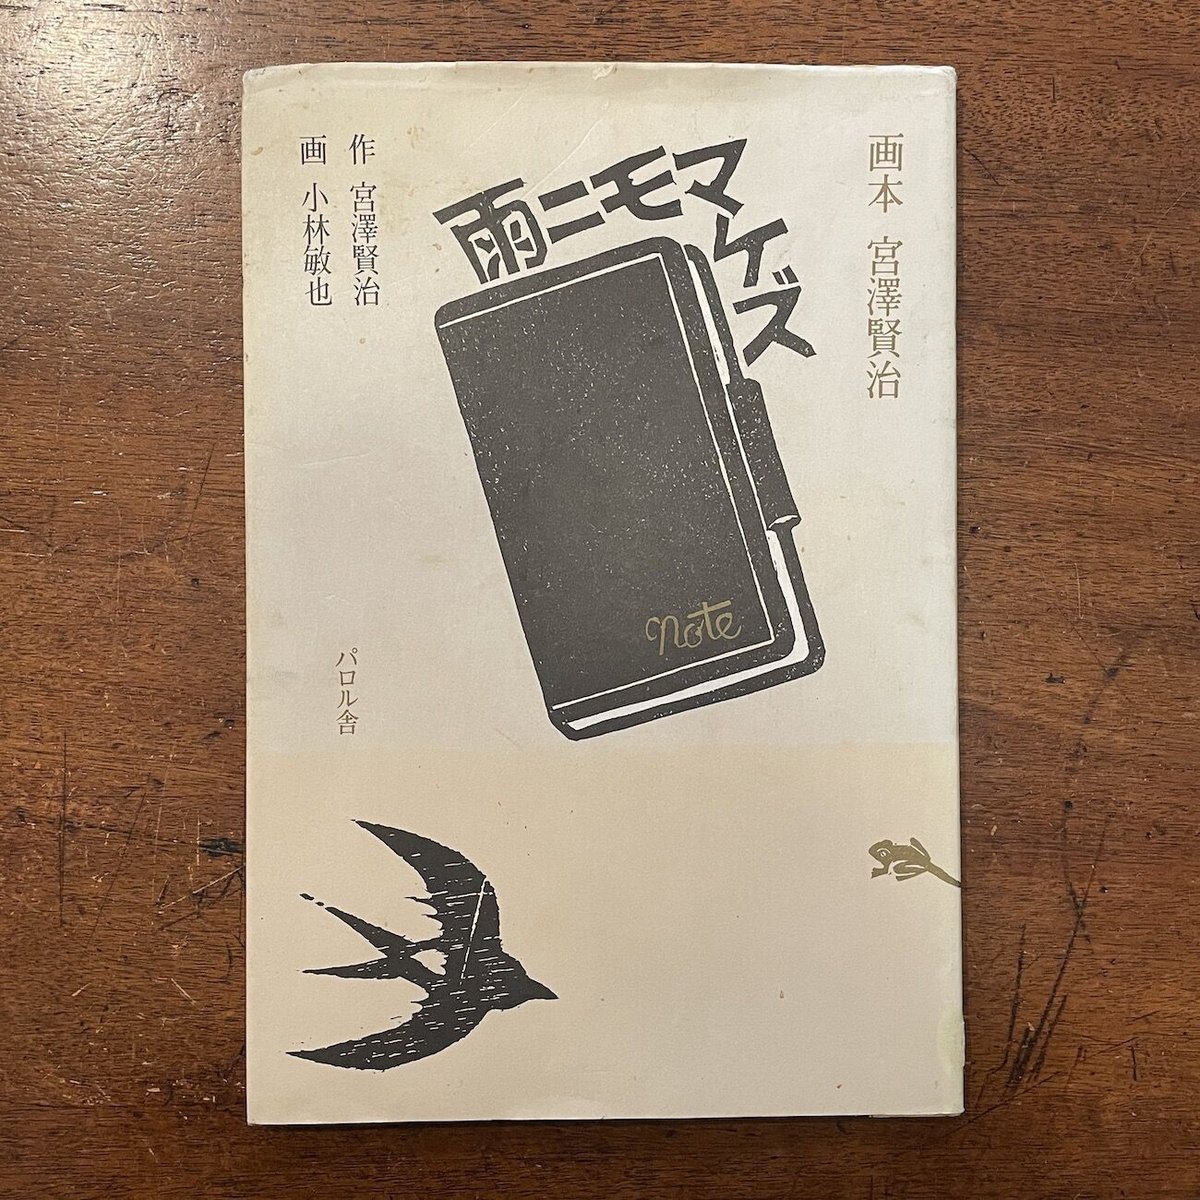 画本 宮澤賢治
雨ニモマケズ
作 宮澤賢治
画 小林敏也
note
パロル舎